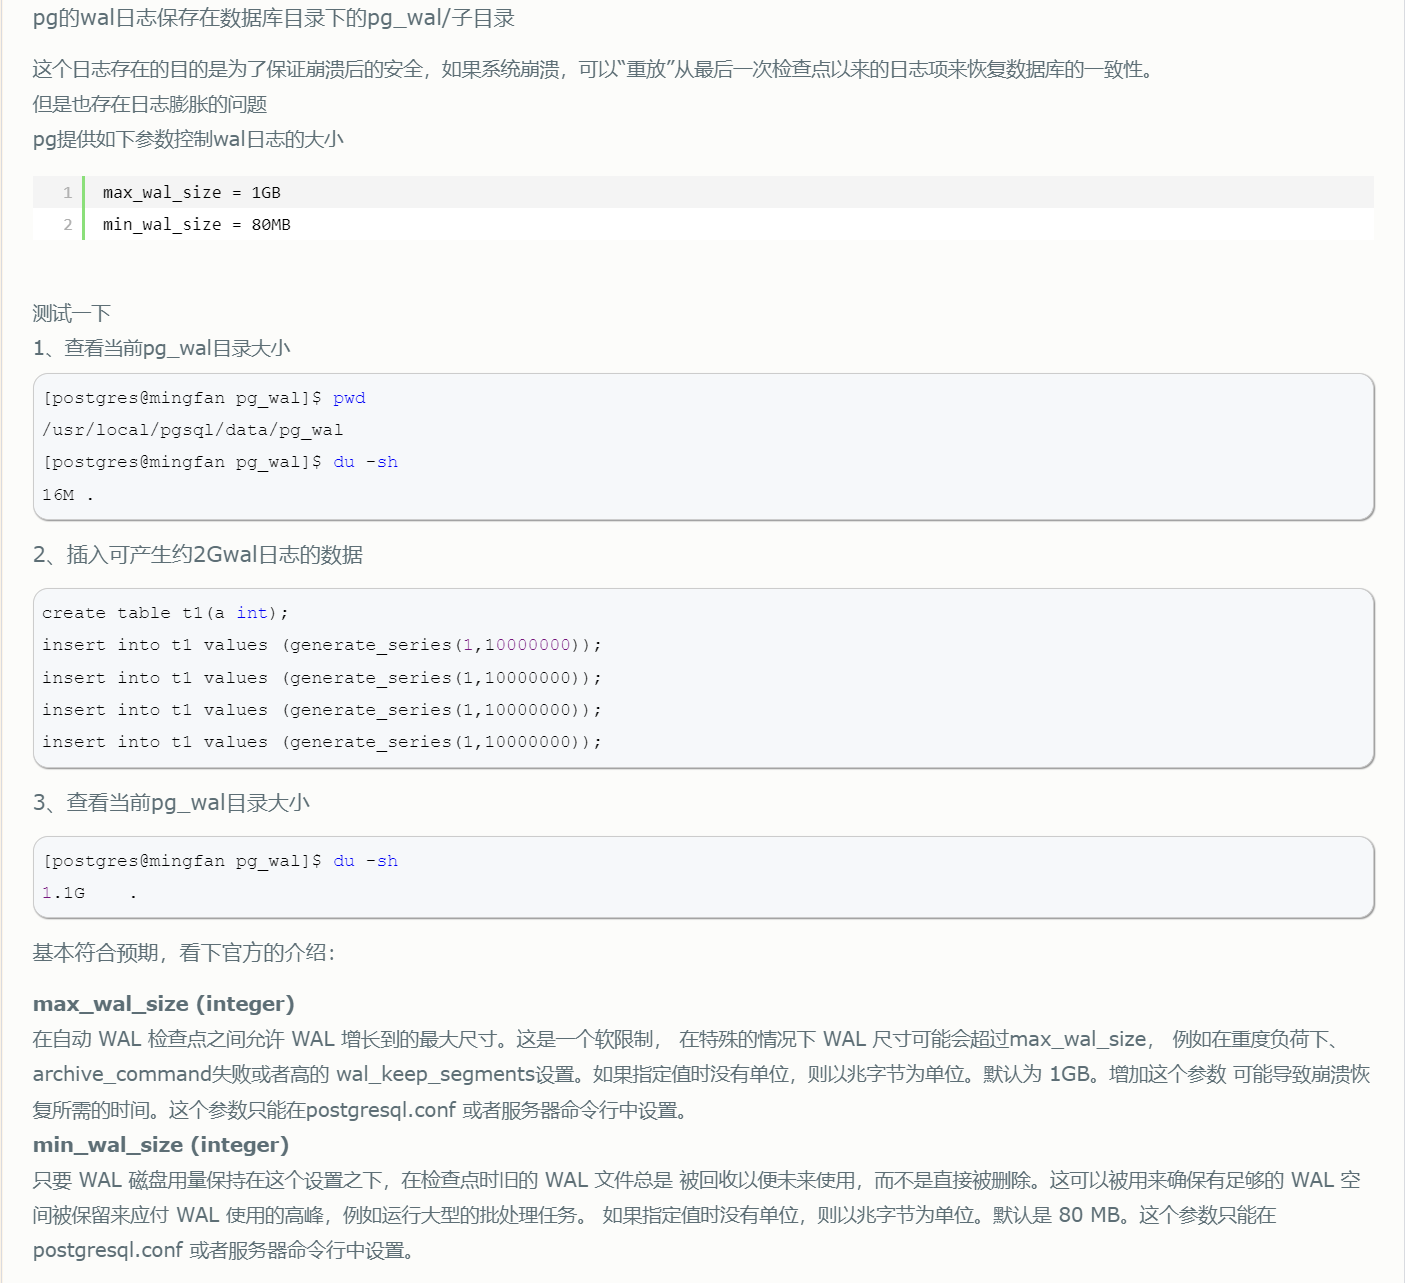 pg的wal日志保存在数据库目录下的pg_wal/子目录
这个日志存在的目的是为了保证崩溃后的安全，如果系统崩溃，可以“重放”从最后一次检查点以来的日志项来恢复数据库的一致性。
但是也存在日志膨胀的问题
pg提供如下参数控制wal日志的大小
1 max_wal_size = 1GB
2 min_wal_size = 80MB
测试一下
1、查看当前pg_wal目录大小
[postgres@mingfan pg_wal]$ pwd
/usr/local/pgsql/data/pg_wal
[postgres@mingfan pg_wal]$ du -sh
16M .
2、插入可产生约2Gwal日志的数据
create table t1(a int);
insert into t1 values (generate_series(1,10000000));
insert into t1 values (generate_series(1,10000000));
insert into t1 values (generate_series(1,10000000));
insert into t1 values (generate_series(1,10000000));
3、查看当前pg_wal目录大小
[postgres@mingfan pg_wal]$ du -sh
1.1G    .
基本符合预期，看下官方的介绍：
max_wal_size (integer)
在自动 WAL 检查点之间允许 WAL 增长到的最大尺寸。这是一个软限制， 在特殊的情况下 WAL 尺寸可能会超过max_wal_size， 例如在重度负荷下、
archive_command失败或者高的 wal_keep_segments设置。如果指定值时没有单位，则以兆字节为单位。默认为 1GB。增加这个参数 可能导致崩溃恢
复所需的时间。这个参数只能在postgresql.conf 或者服务器命令行中设置。
min_wal_size (integer)
只要 WAL 磁盘用量保持在这个设置之下，在检查点时旧的 WAL 文件总是 被回收以便未来使用，而不是直接被删除。这可以被用来确保有足够的 WAL 空
间被保留来应付 WAL 使用的高峰，例如运行大型的批处理任务。 如果指定值时没有单位，则以兆字节为单位。默认是 80 MB。这个参数只能在
postgresql.conf 或者服务器命令行中设置。